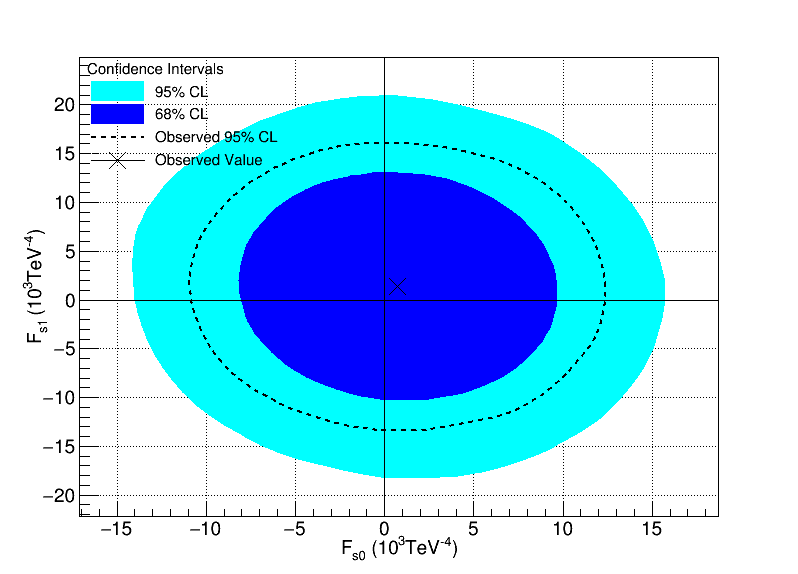 Confidence Intervals
95% CL
68% CL
Observed 95% CL
Observed Value
20
15
10
5
0
−5
−10
−15
−20
F_s1 (10^3TeV^-4)
−15 −10 −5 0 5 10 15
F_s0 (10^3TeV^-4)